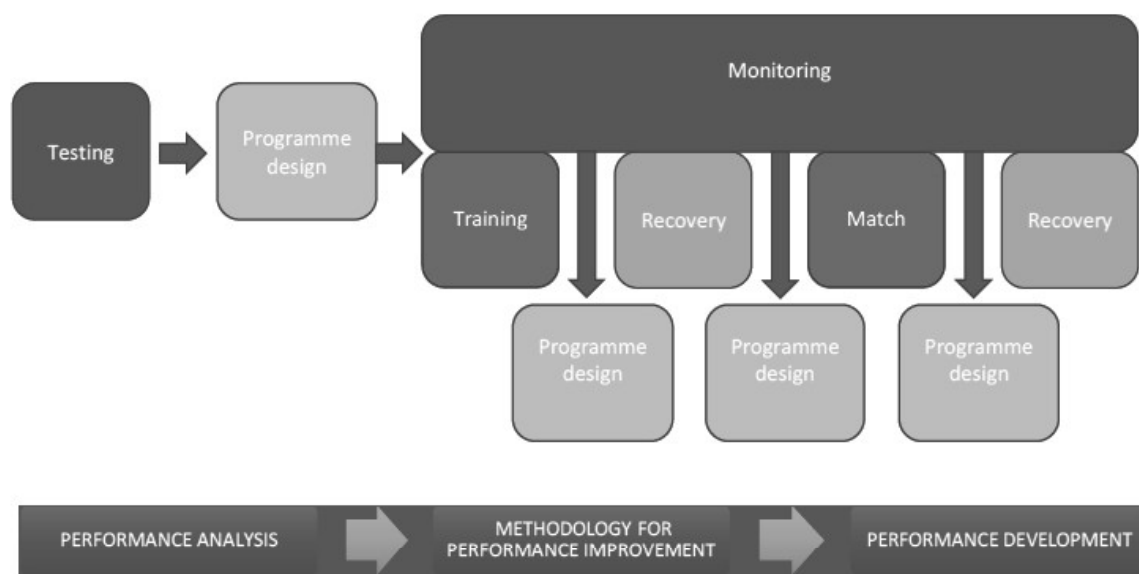 Monitoring
Testing
Programme
design
Training
Recovery
Match
Recovery
Programme
design
Programme
design
Programme
design
PERFORMANCE ANALYSIS
METHODOLOGY FOR
PERFORMANCE IMPROVEMENT
PERFORMANCE DEVELOPMENT